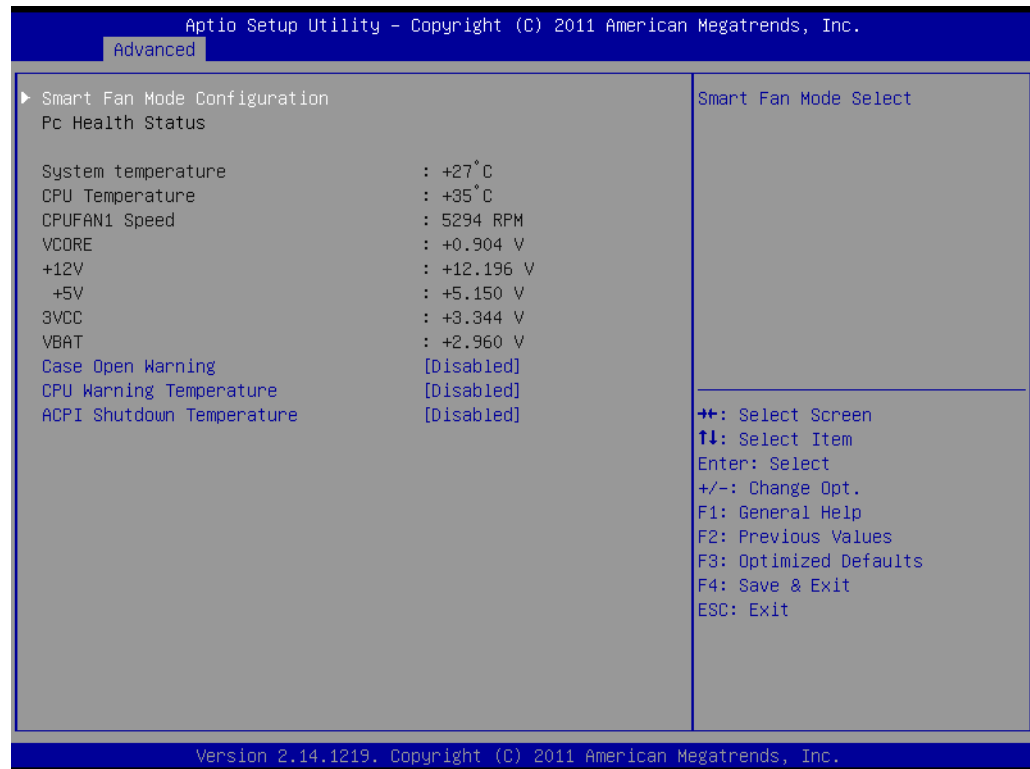 Aptio Setup Utility – Copyright (C) 2011 American Megatrends, Inc.
Advanced
▶ Smart Fan Mode Configuration
Pc Health Status
System temperature : +27°C
CPU Temperature : +35°C
CPUFAN1 Speed : 5294 RPM
VCORE : +0.904 V
+12V : +12.196 V
+5V : +5.150 V
3VCC : +3.344 V
VBAT : +2.960 V
Case Open Warning [Disabled]
CPU Warning Temperature [Disabled]
ACPI Shutdown Temperature [Disabled]
Smart Fan Mode Select
→←: Select Screen
↑↓: Select Item
Enter: Select
+/-: Change Opt.
F1: General Help
F2: Previous Values
F3: Optimized Defaults
F4: Save & Exit
ESC: Exit
Version 2.14.1219. Copyright (C) 2011 American Megatrends, Inc.